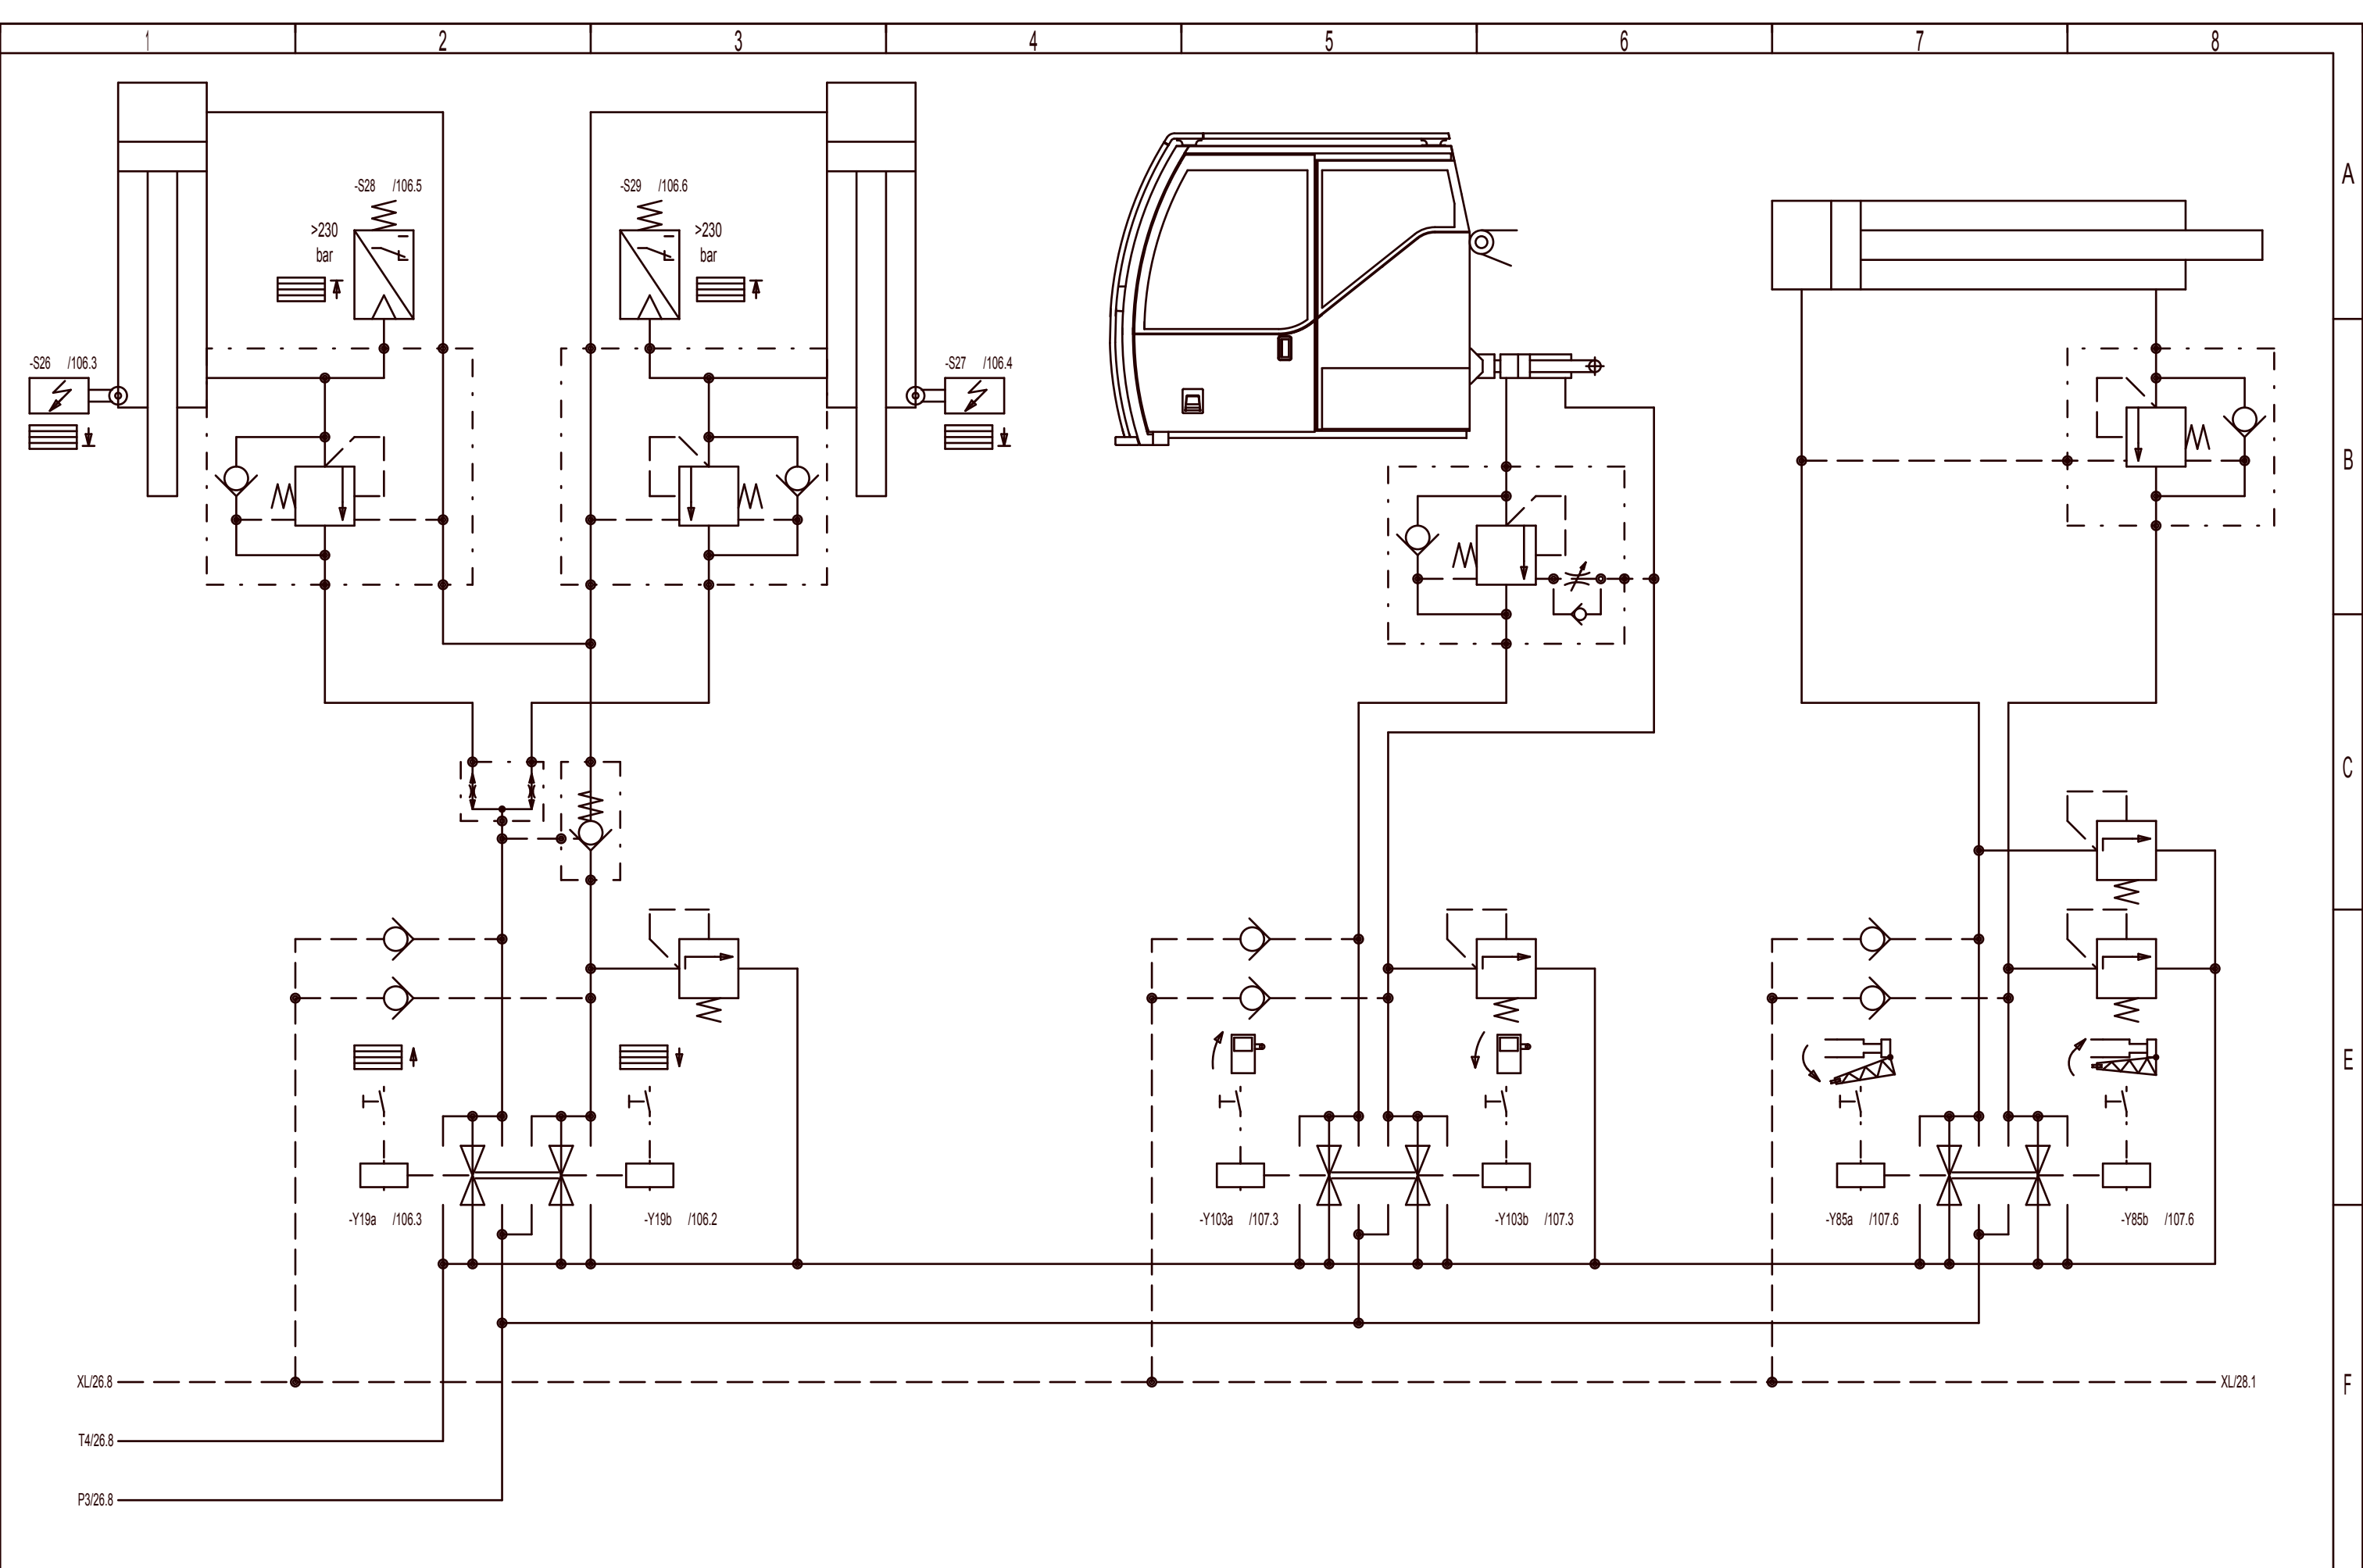 1 2 3 4 5 6 7 8
A
-S28 /106.5
-S29 /106.6
>230
bar
>230
bar
-S26 /106.3
-S27 /106.4
B
C
E
-Y19a /106.3
-Y19b /106.2
-Y103a /107.3
-Y103b /107.3
-Y85a /107.6
-Y85b /107.6
XL/26.8
XL/28.1
F
T4/26.8
P3/26.8